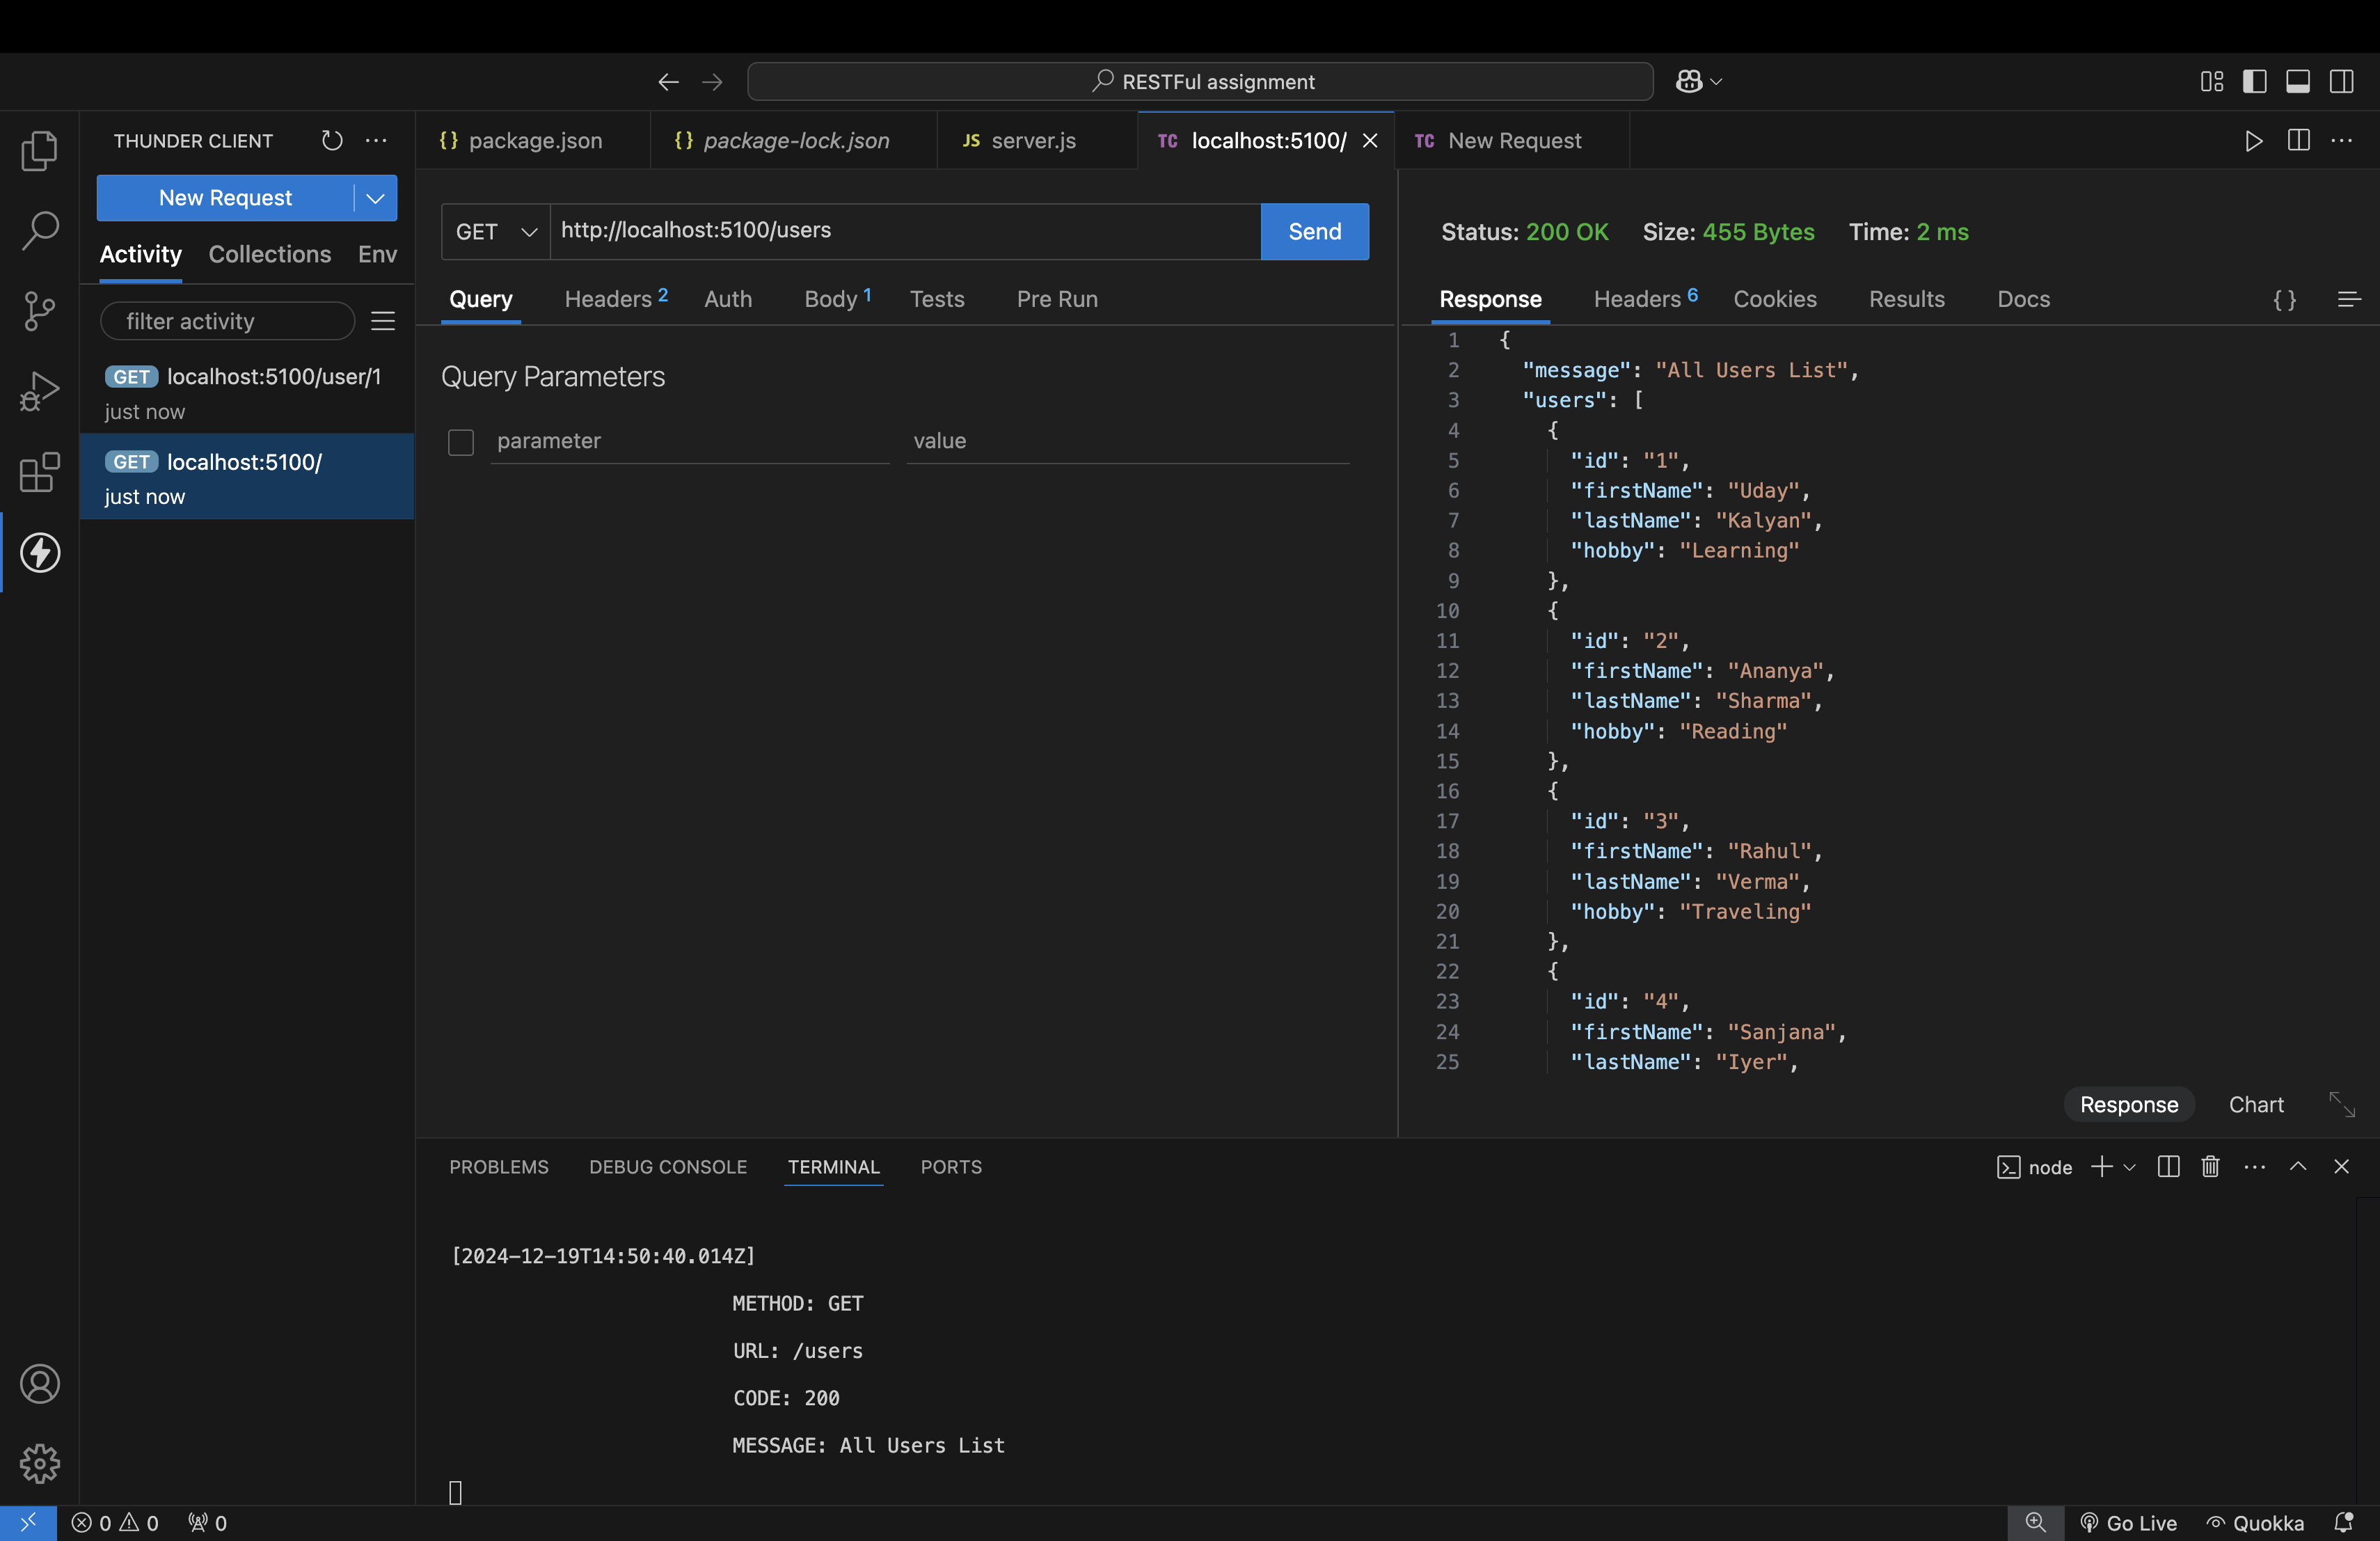 RESTFul assignment
THUNDER CLIENT
New Request
Activity Collections Env
filter activity
GET localhost:5100/user/1
just now
GET localhost:5100/
just now
{} package.json
{} package-lock.json
JS server.js
TC localhost:5100/
TC New Request
GET http://localhost:5100/users Send
Query Headers 2 Auth Body 1 Tests Pre Run
Query Parameters
parameter value
Status: 200 OK Size: 455 Bytes Time: 2 ms
Response Headers 6 Cookies Results Docs {}
1 {
2 "message": "All Users List",
3 "users": [
4 {
5 "id": "1",
6 "firstName": "Uday",
7 "lastName": "Kalyan",
8 "hobby": "Learning"
9 },
10 {
11 "id": "2",
12 "firstName": "Ananya",
13 "lastName": "Sharma",
14 "hobby": "Reading"
15 },
16 {
17 "id": "3",
18 "firstName": "Rahul",
19 "lastName": "Verma",
20 "hobby": "Traveling"
21 },
22 {
23 "id": "4",
24 "firstName": "Sanjana",
25 "lastName": "Iyer",
Response Chart
PROBLEMS DEBUG CONSOLE TERMINAL PORTS
node
[2024-12-19T14:50:40.014Z]
METHOD: GET
URL: /users
CODE: 200
MESSAGE: All Users List
0 0 0
Go Live Quokka